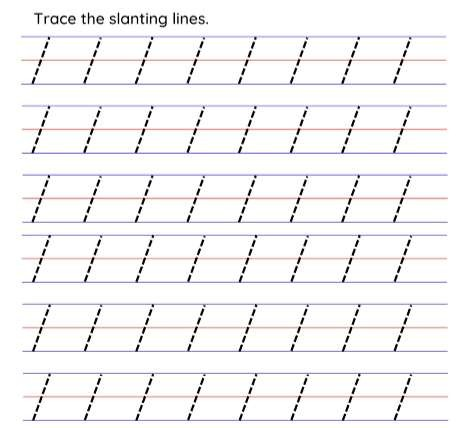 Trace the slanting lines.